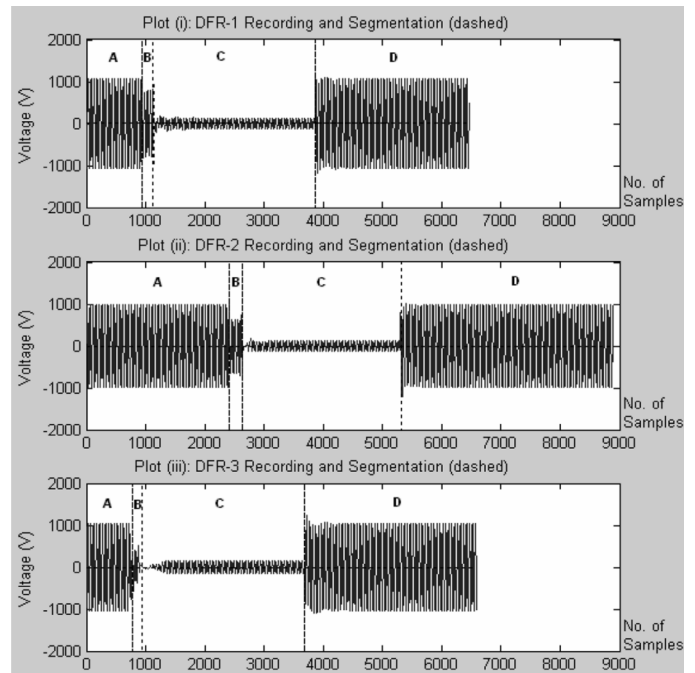 Plot (i): DFR-1 Recording and Segmentation (dashed)
2000
1000
0
-1000
-2000
Voltage (V)
A B C D
No. of
Samples
0 1000 2000 3000 4000 5000 6000 7000 8000 9000
Plot (ii): DFR-2 Recording and Segmentation (dashed)
2000
1000
0
-1000
-2000
Voltage (V)
A B C D
No. of
Samples
0 1000 2000 3000 4000 5000 6000 7000 8000 9000
Plot (iii): DFR-3 Recording and Segmentation (dashed)
2000
1000
0
-1000
-2000
Voltage (V)
A B C D
No. of
Samples
0 1000 2000 3000 4000 5000 6000 7000 8000 9000